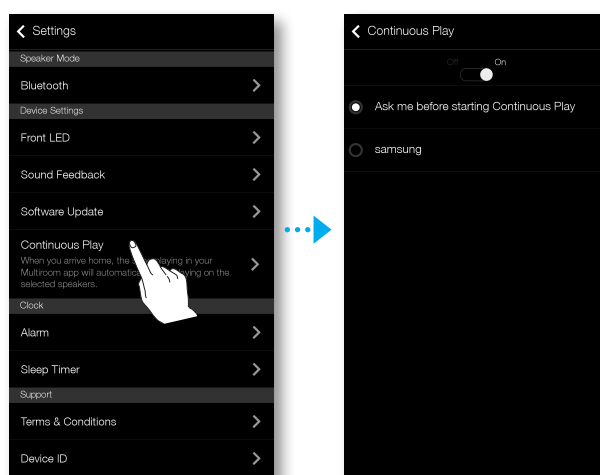 Settings
Speaker Mode
Bluetooth
Device Settings
Front LED
Sound Feedback
Software Update
Continuous Play
When you arrive home, the playing in your
Multiroom app will automatica playing on the
selected speakers.
Clock
Alarm
Sleep Timer
Support
Terms & Conditions
Device ID
Continuous Play
Off On
Ask me before starting Continuous Play
samsung